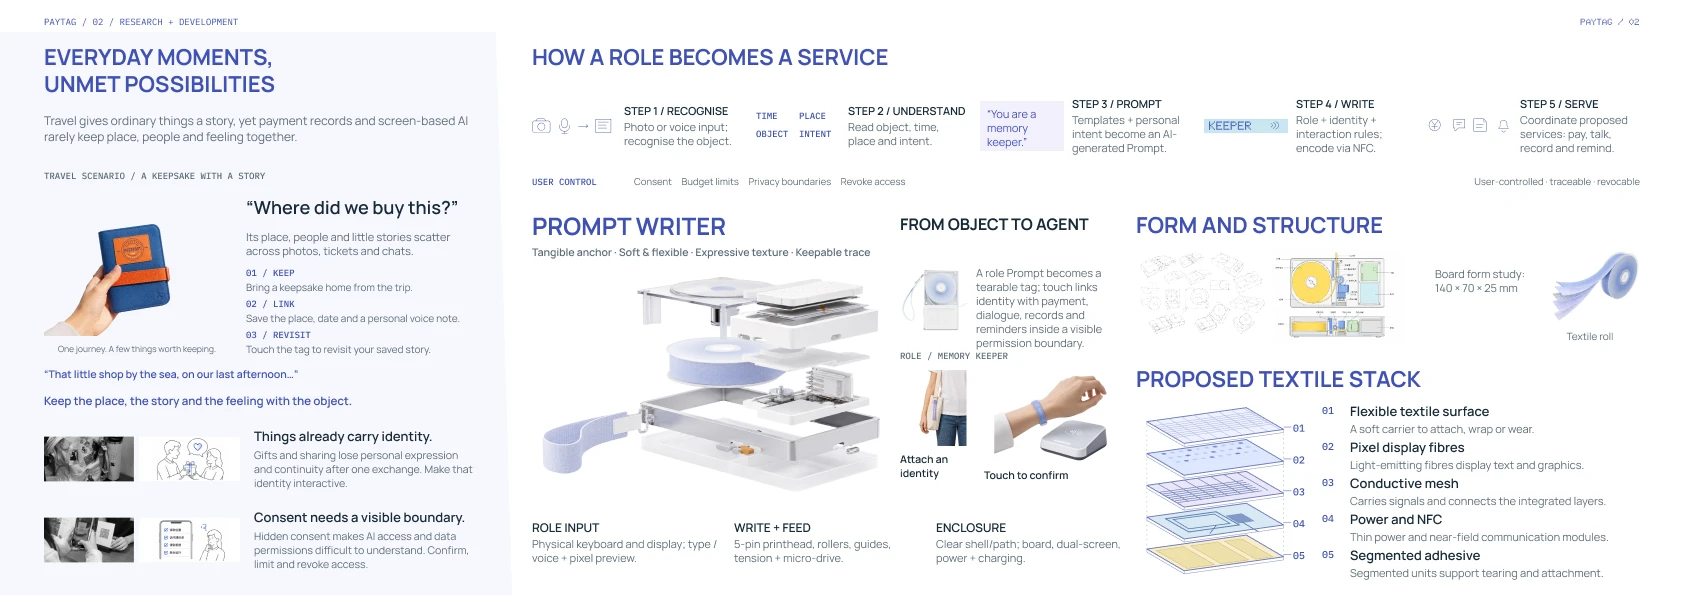 PAYTAG / 02 / RESEARCH + DEVELOPMENT
PAYTAG / 02
EVERYDAY MOMENTS,
UNMET POSSIBILITIES
Travel gives ordinary things a story, yet payment records and screen-based AI
rarely keep place, people and feeling together.
TRAVEL SCENARIO / A KEEPSAKE WITH A STORY
“Where did we buy this?”
Its place, people and little stories scatter
across photos, tickets and chats.
01 / KEEP
Bring a keepsake home from the trip.
02 / LINK
Save the place, date and a personal voice note.
03 / REVISIT
Touch the tag to revisit your saved story.
One journey. A few things worth keeping.
“That little shop by the sea, on our last afternoon…”
Keep the place, the story and the feeling with the object.
Things already carry identity.
Gifts and sharing lose personal expression
and continuity after one exchange. Make that
identity interactive.
Consent needs a visible boundary.
Hidden consent makes AI access and data
permissions difficult to understand. Confirm,
limit and revoke access.
HOW A ROLE BECOMES A SERVICE
STEP 1 / RECOGNISE
Photo or voice input;
recognise the object.
TIME PLACE
OBJECT INTENT
STEP 2 / UNDERSTAND
Read object, time,
place and intent.
“You are a
memory
keeper.”
STEP 3 / PROMPT
Templates + personal
intent become an AI-
generated Prompt.
KEEPER
STEP 4 / WRITE
Role + identity +
interaction rules;
encode via NFC.
STEP 5 / SERVE
Coordinate proposed
services: pay, talk,
record and remind.
USER CONTROL
Consent Budget limits Privacy boundaries Revoke access
User-controlled · traceable · revocable
PROMPT WRITER
Tangible anchor · Soft & flexible · Expressive texture · Keepable trace
ROLE INPUT
Physical keyboard and display; type /
voice + pixel preview.
WRITE + FEED
5-pin printhead, rollers, guides,
tension + micro-drive.
ENCLOSURE
Clear shell/path; board, dual-screen,
power + charging.
FROM OBJECT TO AGENT
A role Prompt becomes a
tearable tag; touch links
identity with payment,
dialogue, records and
reminders inside a visible
permission boundary.
ROLE / MEMORY KEEPER
Attach an
identity
Touch to confirm
FORM AND STRUCTURE
Board form study:
140 × 70 × 25 mm
Textile roll
PROPOSED TEXTILE STACK
01
02
03
04
05
01 Flexible textile surface
A soft carrier to attach, wrap or wear.
02 Pixel display fibres
Light-emitting fibres display text and graphics.
03 Conductive mesh
Carries signals and connects the integrated layers.
04 Power and NFC
Thin power and near-field communication modules.
05 Segmented adhesive
Segmented units support tearing and attachment.